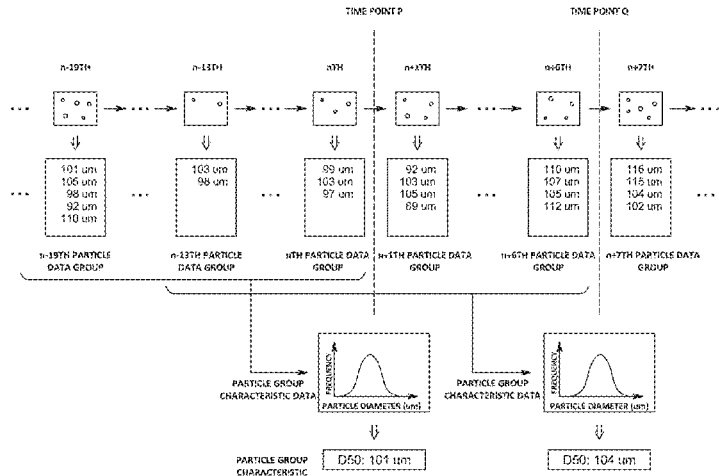 TIME POINT P
TIME POINT Q
n-19TH
n-13TH
nTH
n+1TH
n+6TH
n+7TH
101 um
105 um
98 um
92 um
110 um
103 um
98 um
99 um
103 um
97 um
92 um
103 um
105 um
69 um
110 um
107 um
105 um
112 um
116 um
115 um
104 um
102 um
n-19TH PARTICLE
DATA GROUP
n-13TH PARTICLE
DATA GROUP
nTH PARTICLE DATA
GROUP
n+1TH PARTICLE DATA
GROUP
n+6TH PARTICLE DATA
GROUP
n+7TH PARTICLE DATA
GROUP
PARTICLE GROUP
CHARACTERISTIC DATA
FREQUENCY
PARTICLE DIAMETER (um)
PARTICLE GROUP
CHARACTERISTIC DATA
FREQUENCY
PARTICLE DIAMETER (um)
PARTICLE GROUP
CHARACTERISTIC
D50: 101 um
D50: 104 um